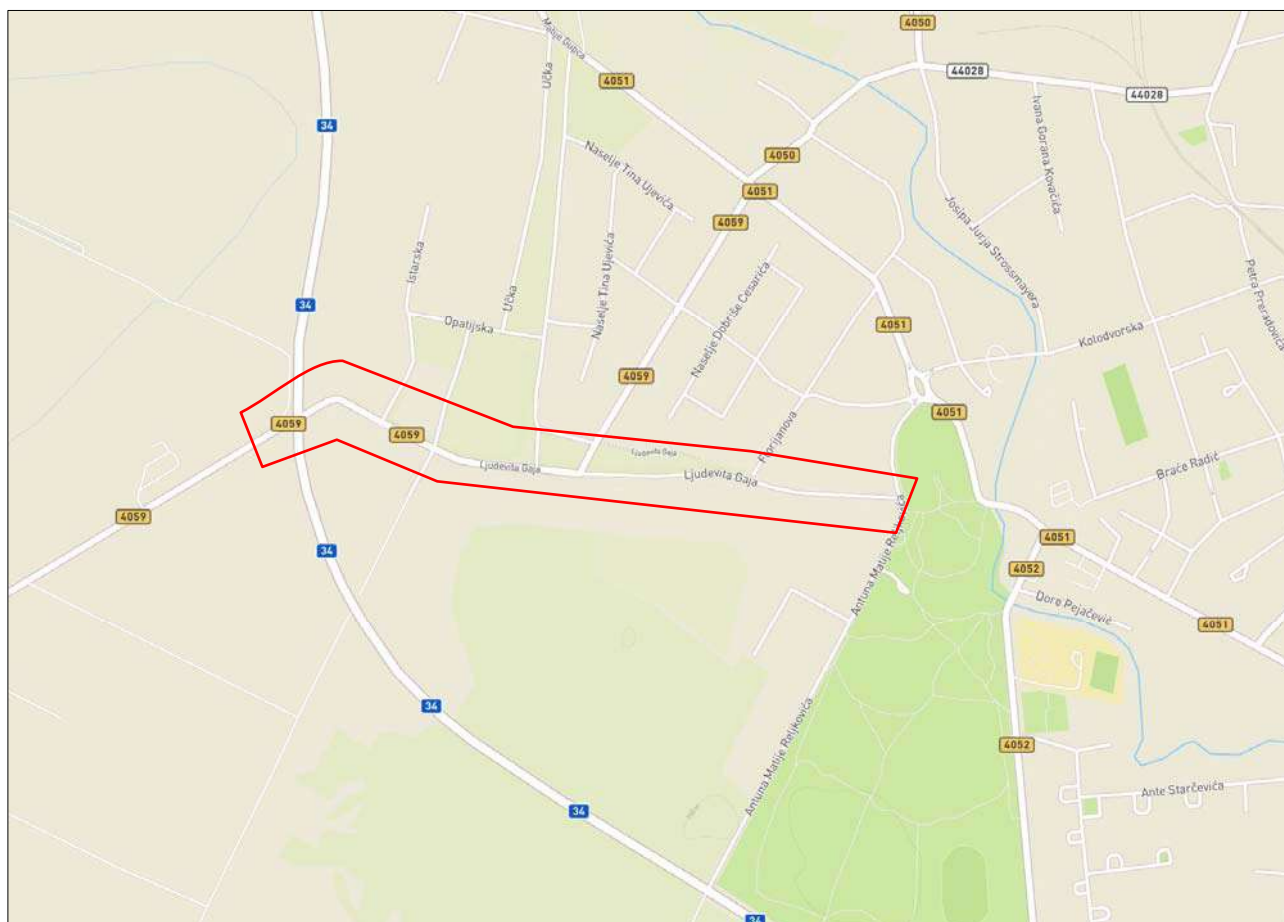 4050
Matije Gupca
44028
Učka
4051
44028
34
Ivana Gorana Kovačića
4050
Naselje Tina Ujevića
4051
4059
Josipa Jurja Strossmayera
Istarska
Naselje Tina Ujevića
Naselje Dobriše Cesarića
Učka
Petra Preradovića
34
Opatijska
4051
Kolodvorska
4059
4051
4059
4059
Florijanova
Ljudevita Gaja
Ljudevita Gaja
Ljudevita Gaja
Braće Radić
4059
Antuna Matije Reljkovića
34
4051
4052
Dore Pejačević
4051
34
Antuna Matije Reljkovića
4052
Ante Starčevića
34
34